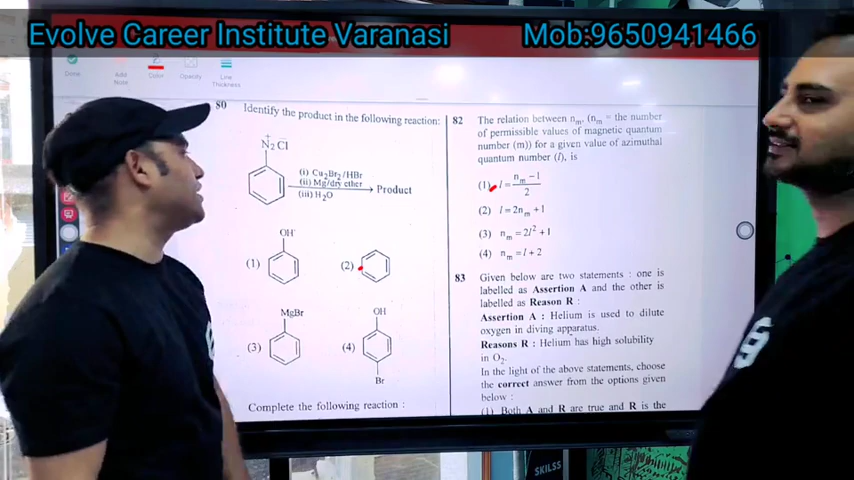 Evolve Career Institute Varanasi Mob:9650941466
Done
Add Note
Color
Opacity
Line Thickness
80 Identify the product in the following reaction:
N₂Cl
+ –
(i) Cu₂Br₂/HBr
(ii) Mg/dry ether
(iii) H₂O
Product
(1) OH
(2)
(3) MgBr
(4) OH
Br
Complete the following reaction :
82 The relation between nₘ, (nₘ = the number
of permissible values of magnetic quantum
number (m)) for a given value of azimuthal
quantum number (l), is
(1) l = (nₘ – 1)/2
(2) l = 2nₘ + 1
(3) nₘ = 2l² + 1
(4) nₘ = l + 2
83 Given below are two statements : one is
labelled as Assertion A and the other is
labelled as Reason R :
Assertion A : Helium is used to dilute
oxygen in diving apparatus.
Reasons R : Helium has high solubility
in O₂.
In the light of the above statements, choose
the correct answer from the options given
below :
(1) Both A and R are true and R is the
SKILSS